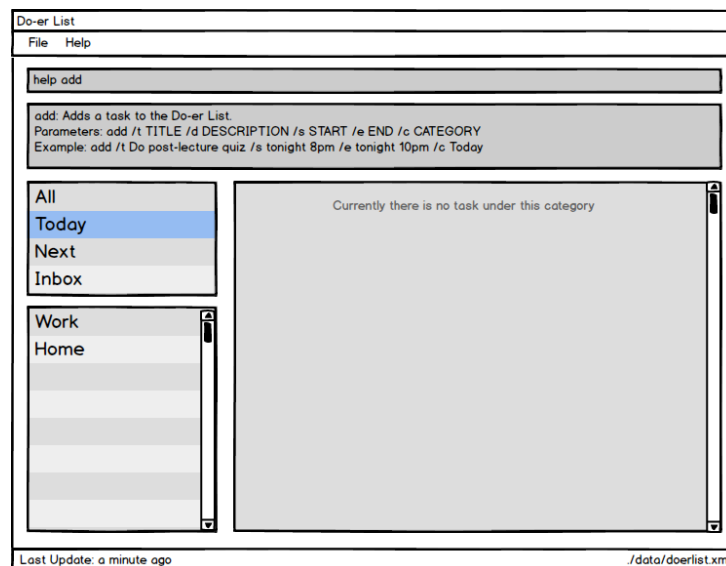 Do-er List
File Help
help add
add: Adds a task to the Do-er List.
Parameters: add /t TITLE /d DESCRIPTION /s START /e END /c CATEGORY
Example: add /t Do post-lecture quiz /s tonight 8pm /e tonight 10pm /c Today
All
Today
Next
Inbox
Work
Home
Currently there is no task under this category
Last Update: a minute ago
./data/doerlist.xm